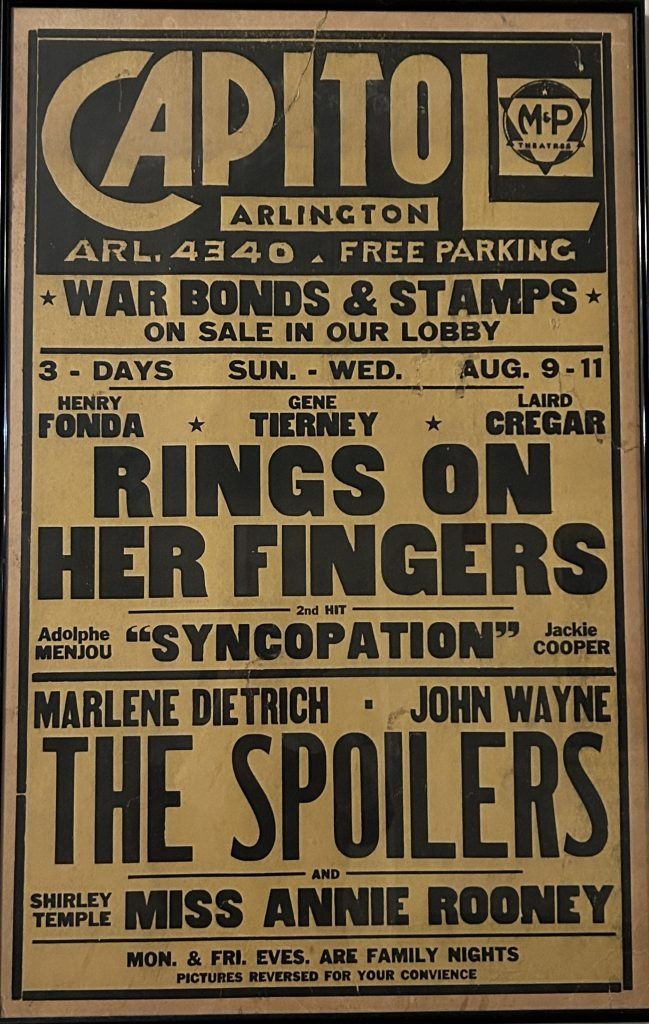 CAPITOL
M&P
THEATRES
ARLINGTON
ARL. 4340 . FREE PARKING
★ WAR BONDS & STAMPS ★
ON SALE IN OUR LOBBY
3 - DAYS SUN. - WED. AUG. 9 - 11
HENRY GENE LAIRD
FONDA ★ TIERNEY ★ CREGAR
RINGS ON
HER FINGERS
2nd HIT
Adolphe MENJOU "SYNCOPATION" Jackie COOPER
MARLENE DIETRICH · JOHN WAYNE
THE SPOILERS
AND
SHIRLEY TEMPLE MISS ANNIE ROONEY
MON. & FRI. EVES. ARE FAMILY NIGHTS
PICTURES REVERSED FOR YOUR CONVIENCE